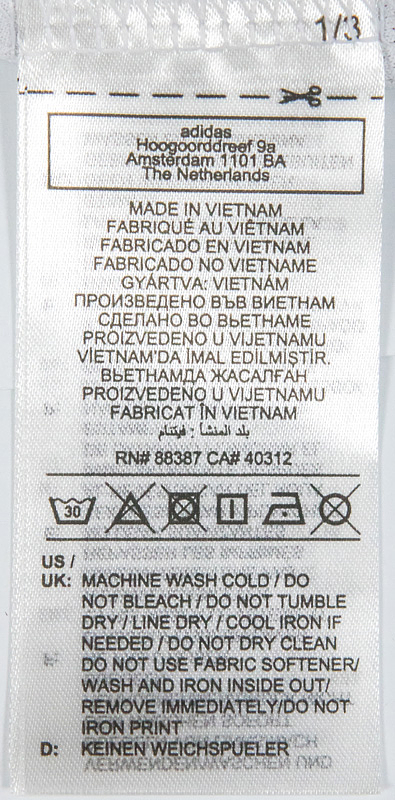 1/3
adidas
Hoogoorddreef 9a
Amsterdam 1101 BA
The Netherlands
MADE IN VIETNAM
FABRIQUÉ AU VIÊTNAM
FABRICADO EN VIETNAM
FABRICADO NO VIETNAME
GYÁRTVA: VIETNÁM
ПРОИЗВЕДЕНО ВЪВ ВИЕТНАМ
СДЕЛАНО ВО ВЬЕТНАМЕ
PROIZVEDENO U VIJETNAMU
VİETNAM'DA İMAL EDİLMİŞTİR.
ВЬЕТНАМДА ЖАСАЛҒАН
PROIZVEDENO U VIJETNAMU
FABRICAT ÎN VIETNAM
بلد المنشأ : فيتنام
RN# 88387 CA# 40312
30
US /
UK: MACHINE WASH COLD / DO
NOT BLEACH / DO NOT TUMBLE
DRY / LINE DRY / COOL IRON IF
NEEDED / DO NOT DRY CLEAN
DO NOT USE FABRIC SOFTENER/
WASH AND IRON INSIDE OUT/
REMOVE IMMEDIATELY/DO NOT
IRON PRINT
D: KEINEN WEICHSPUELER